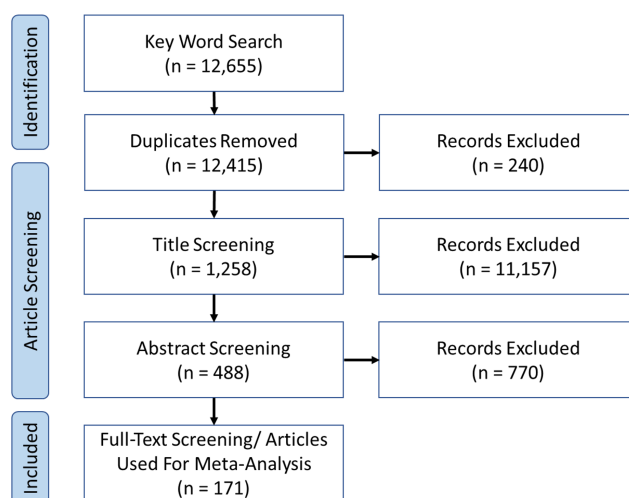 Identification
Key Word Search
(n = 12,655)
Duplicates Removed
(n = 12,415)
Records Excluded
(n = 240)
Article Screening
Title Screening
(n = 1,258)
Records Excluded
(n = 11,157)
Abstract Screening
(n = 488)
Records Excluded
(n = 770)
Included
Full-Text Screening/ Articles
Used For Meta-Analysis
(n = 171)